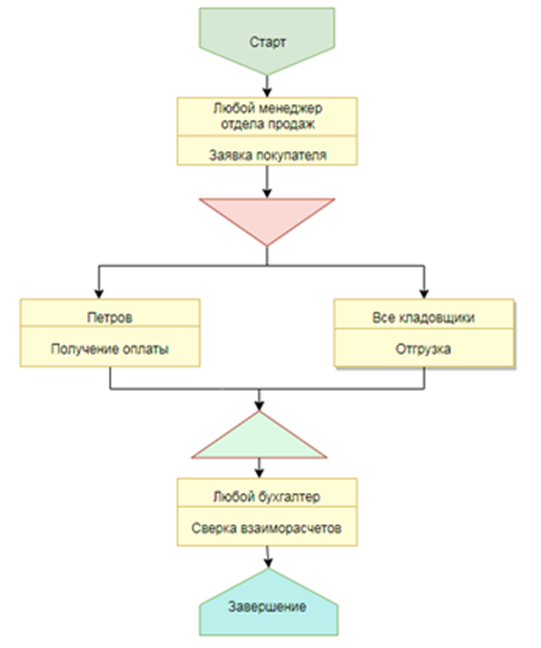 Старт
Любой менеджер
отдела продаж
Заявка покупателя
Петров
Получение оплаты
Все кладовщики
Отгрузка
Любой бухгалтер
Сверка взаиморасчетов
Завершение